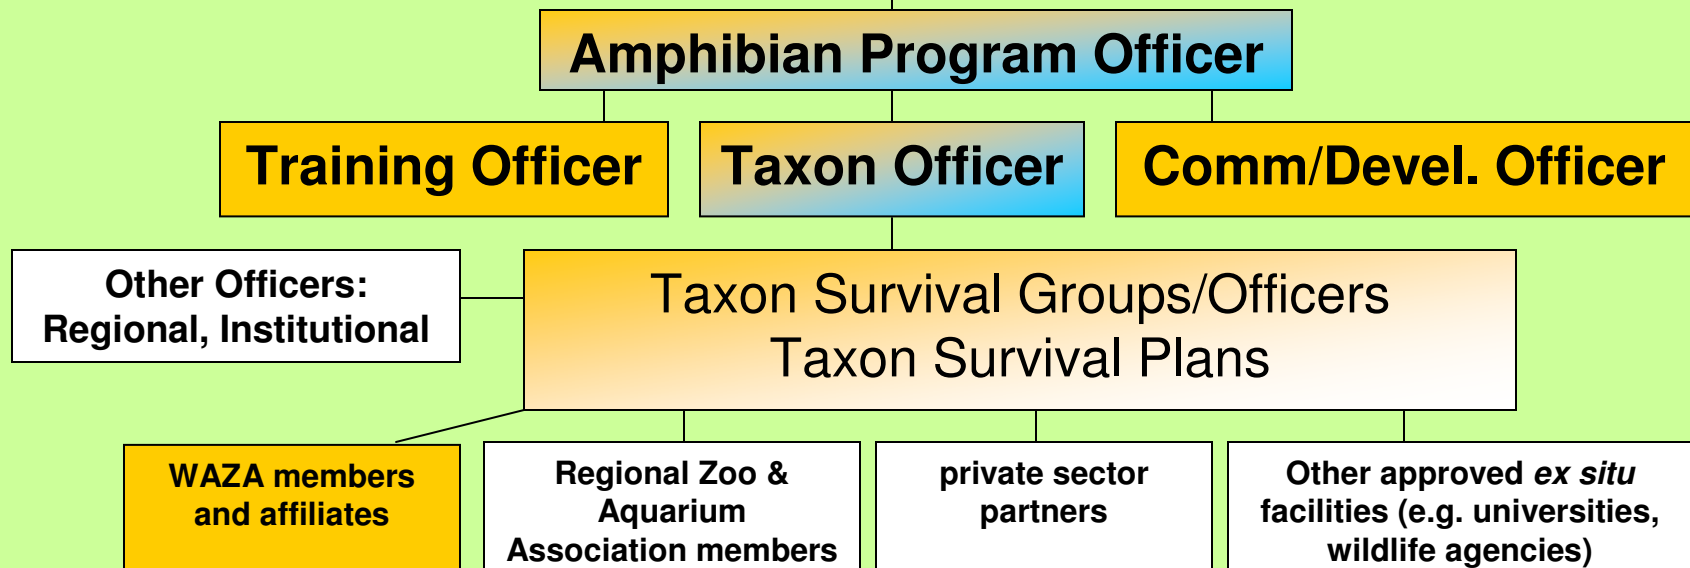 Amphibian Program Officer
Training Officer
Taxon Officer
Comm/Devel. Officer
Other Officers:
Regional, Institutional
Taxon Survival Groups/Officers
Taxon Survival Plans
WAZA members
and affiliates
Regional Zoo &
Aquarium
Association members
private sector
partners
Other approved ex situ
facilities (e.g. universities,
wildlife agencies)